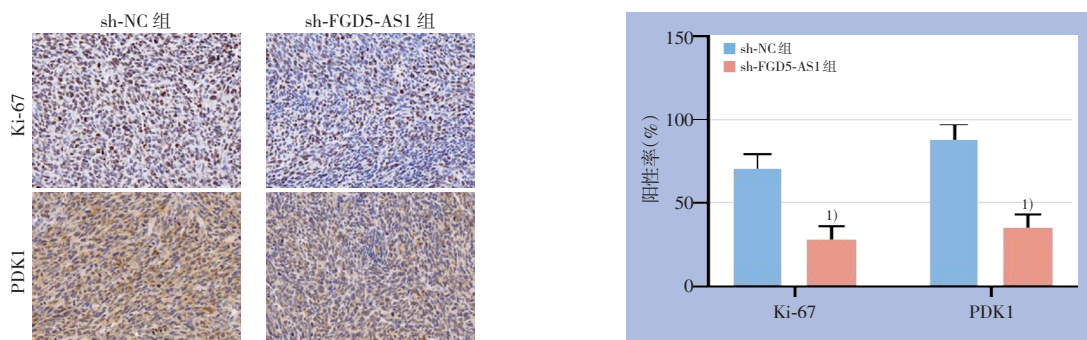 sh-NC 组
sh-FGD5-AS1 组
Ki-67
PDK1
150
100
50
0
阳性率(%)
sh-NC 组
sh-FGD5-AS1 组
1)
1)
Ki-67
PDK1